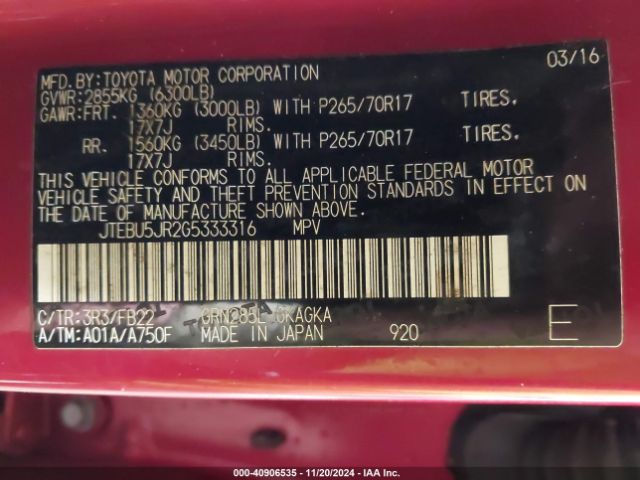 MFD.BY:TOYOTA MOTOR CORPORATION 03/16
GVWR:2855KG (6300LB)
GAWR:FRT. 1360KG (3000LB) WITH P265/70R17 TIRES.
17X7J RIMS.
RR. 1560KG (3450LB) WITH P265/70R17 TIRES.
17X7J RIMS.
THIS VEHICLE CONFORMS TO ALL APPLICABLE FEDERAL MOTOR
VEHICLE SAFETY AND THEFT PREVENTION STANDARDS IN EFFECT ON
THE DATE OF MANUFACTURE SHOWN ABOVE.
JTEBU5JR2G5333316 MPV
C/TR:3R3/FB22 GRN285L-GKAGKA
A/TM:A01A/A750F MADE IN JAPAN 920 E
000-40906535 - 11/20/2024 - IAA Inc.